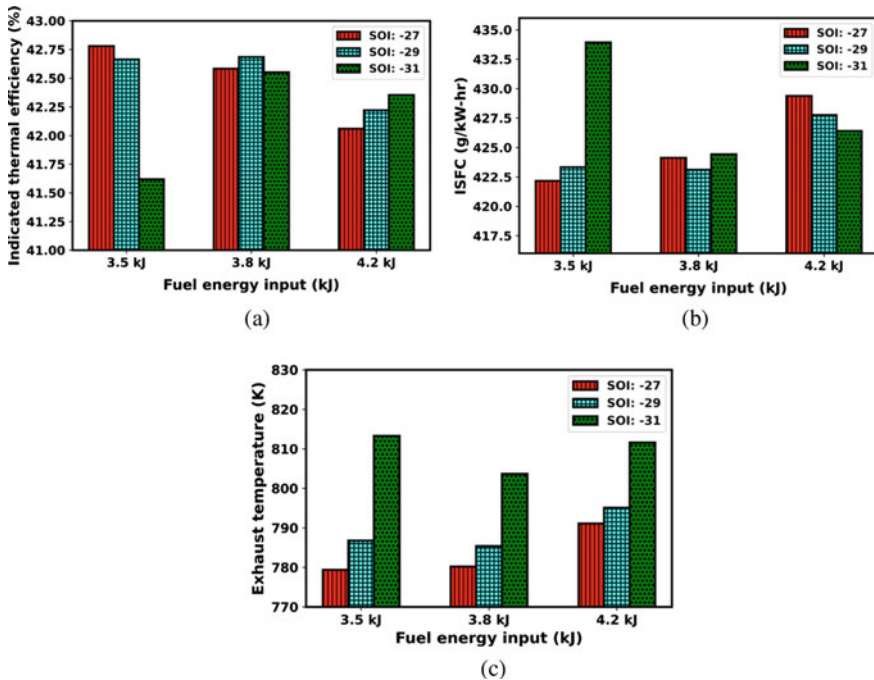 43.00
42.75
42.50
42.25
42.00
41.75
41.50
41.25
41.00
Indicated thermal efficiency (%)
SOI: -27
SOI: -29
SOI: -31
3.5 kJ 3.8 kJ 4.2 kJ
Fuel energy input (kJ)
(a)
435.0
432.5
430.0
427.5
425.0
422.5
420.0
417.5
ISFC (g/kW-hr)
SOI: -27
SOI: -29
SOI: -31
3.5 kJ 3.8 kJ 4.2 kJ
Fuel energy input (kJ)
(b)
830
820
810
800
790
780
770
Exhaust temperature (K)
SOI: -27
SOI: -29
SOI: -31
3.5 kJ 3.8 kJ 4.2 kJ
Fuel energy input (kJ)
(c)